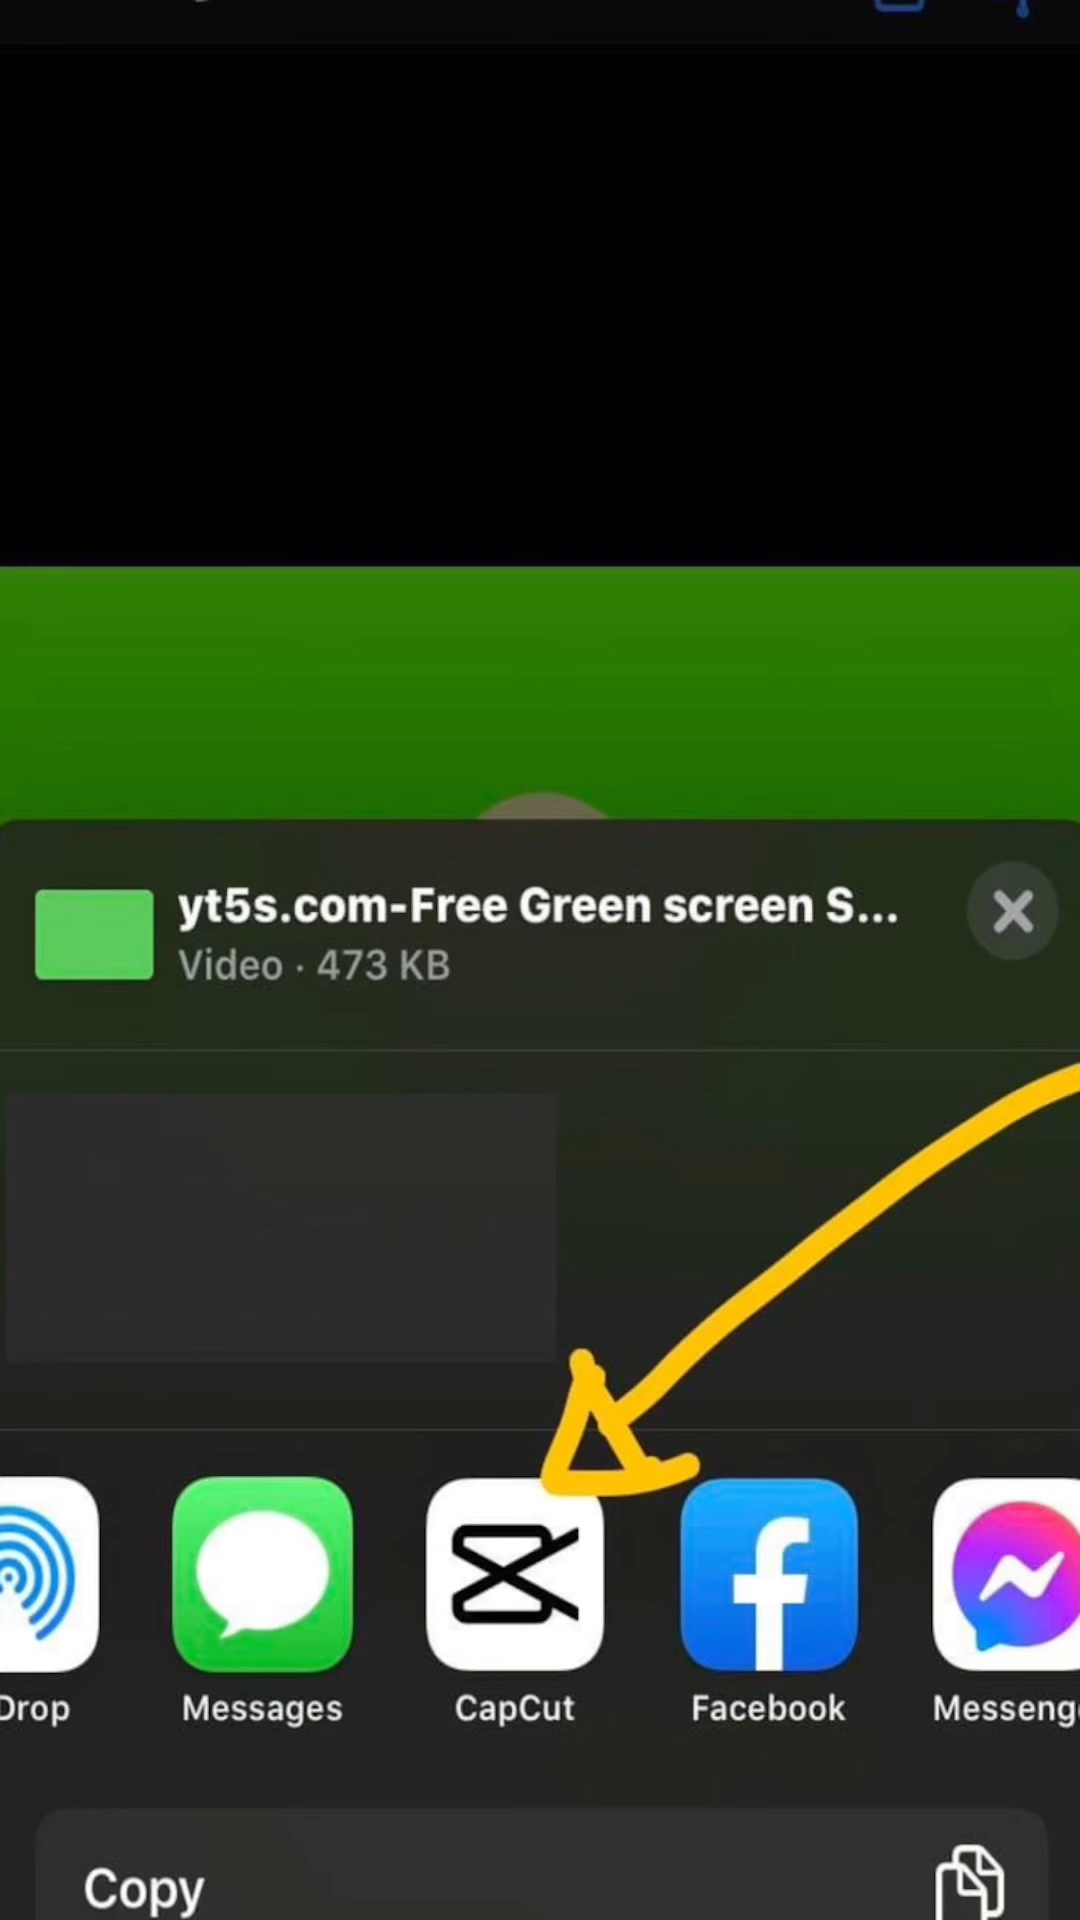 yt5s.com-Free Green screen S...
Video · 473 KB
Drop
Messages
CapCut
Facebook
Messeng
Copy